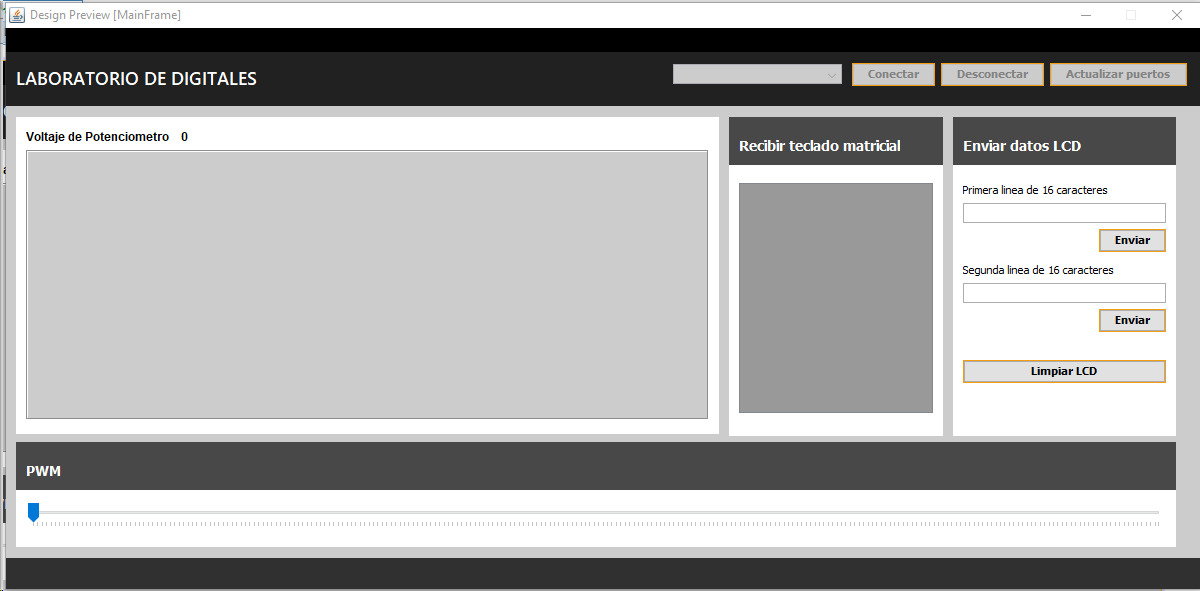 Design Preview [MainFrame]
LABORATORIO DE DIGITALES
Conectar
Desconectar
Actualizar puertos
Voltaje de Potenciometro 0
Recibir teclado matricial
Enviar datos LCD
Primera linea de 16 caracteres
Enviar
Segunda linea de 16 caracteres
Enviar
Limpiar LCD
PWM